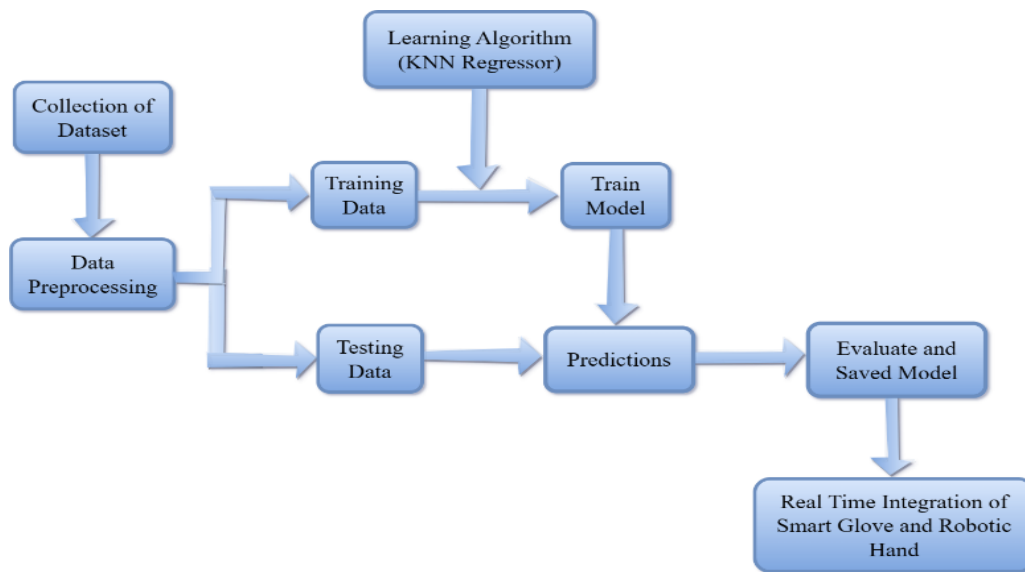 Learning Algorithm
(KNN Regressor)
Collection of
Dataset
Training
Data
Train
Model
Data
Preprocessing
Testing
Data
Predictions
Evaluate and
Saved Model
Real Time Integration of
Smart Glove and Robotic
Hand